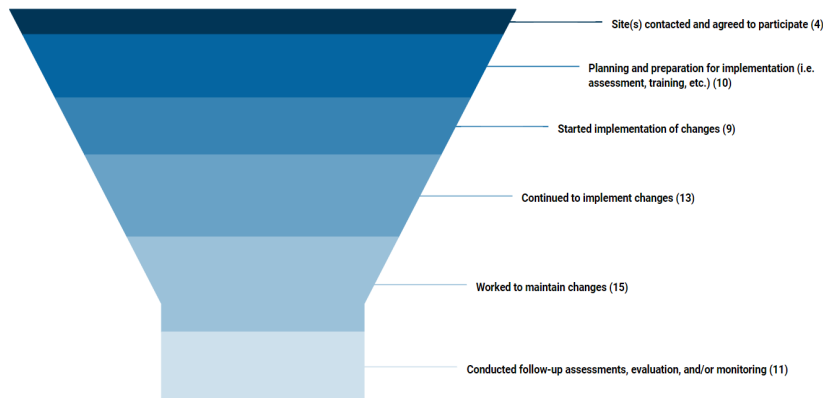 Site(s) contacted and agreed to participate (4)
Planning and preparation for implementation (i.e.
assessment, training, etc.) (10)
Started implementation of changes (9)
Continued to implement changes (13)
Worked to maintain changes (15)
Conducted follow-up assessments, evaluation, and/or monitoring (11)